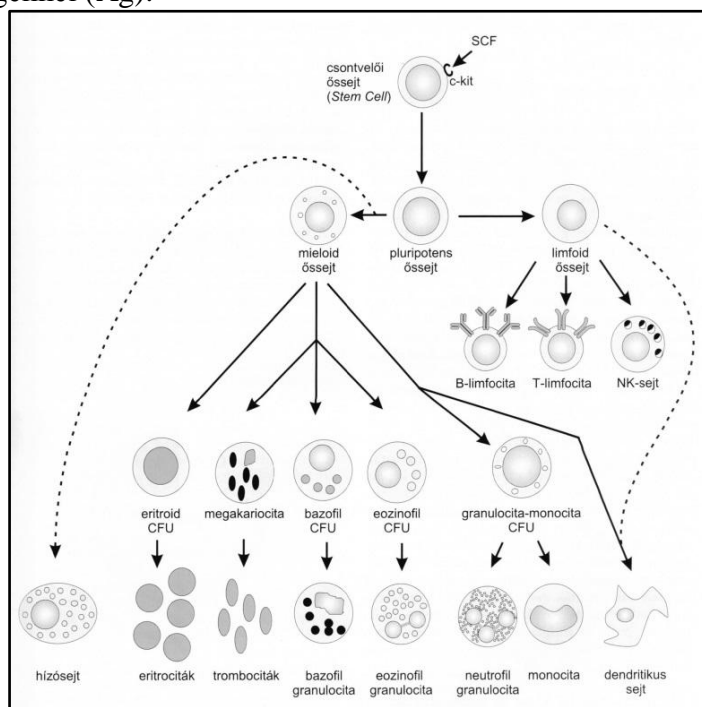 (Ag).
SCF
csontvelői
őssejt
(Stem Cell)
c-kit
mieloid
őssejt
pluripotens
őssejt
limfoid
őssejt
B-limfocita
T-limfocita
NK-sejt
eritroid
CFU
megakariocita
bazofil
CFU
eozinofil
CFU
granulocita-monocita
CFU
hízósejt
eritrociták
trombociták
bazofil
granulocita
eozinofil
granulocita
neutrofil
granulocita
monocita
dendritikus
sejt